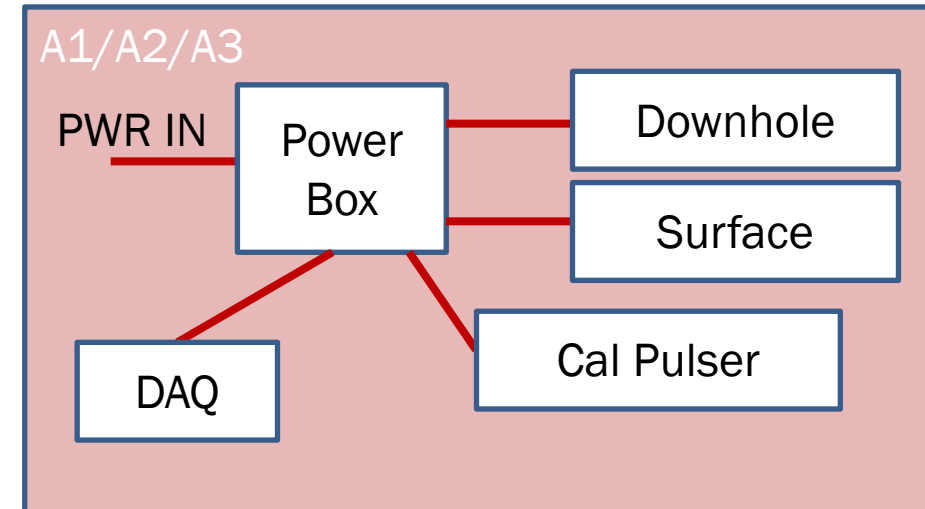 A1/A2/A3
PWR IN
Power
Box
Downhole
Surface
Cal Pulser
DAQ